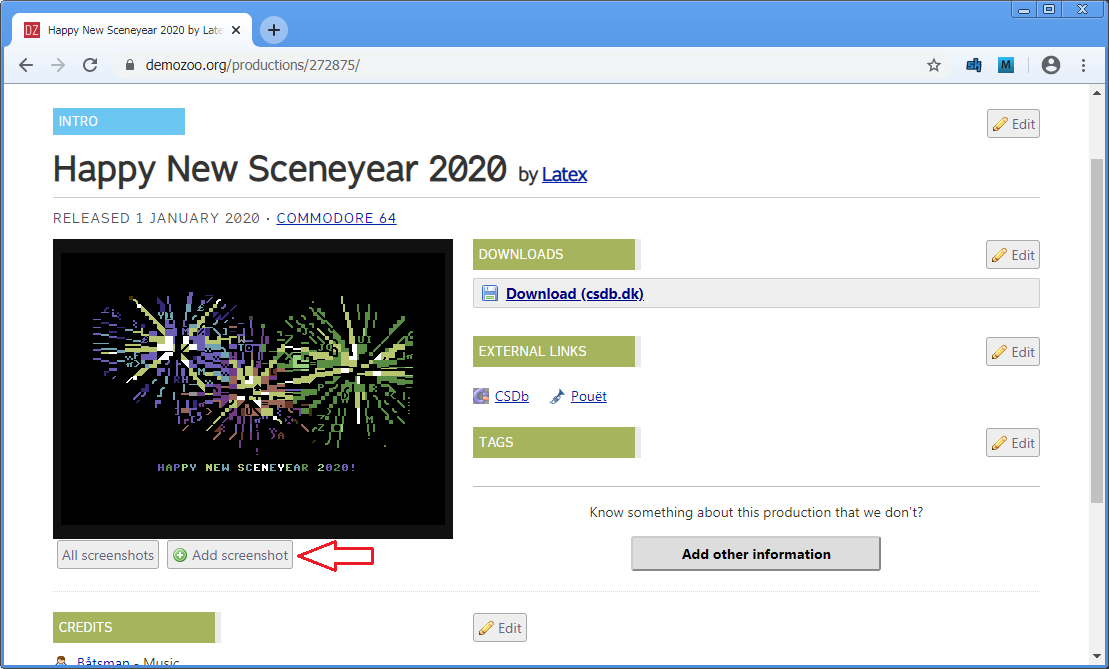 DZ Happy New Sceneyear 2020 by Late
demozoo.org/productions/272875/
M
INTRO
Edit
Happy New Sceneyear 2020 by Latex
RELEASED 1 JANUARY 2020 · COMMODORE 64
DOWNLOADS
Edit
Download (csdb.dk)
EXTERNAL LINKS
Edit
CSDb Pouët
TAGS
Edit
HAPPY NEW SCENEYEAR 2020!
Know something about this production that we don't?
Add other information
All screenshots
Add screenshot
CREDITS
Edit
Båtsman - Music